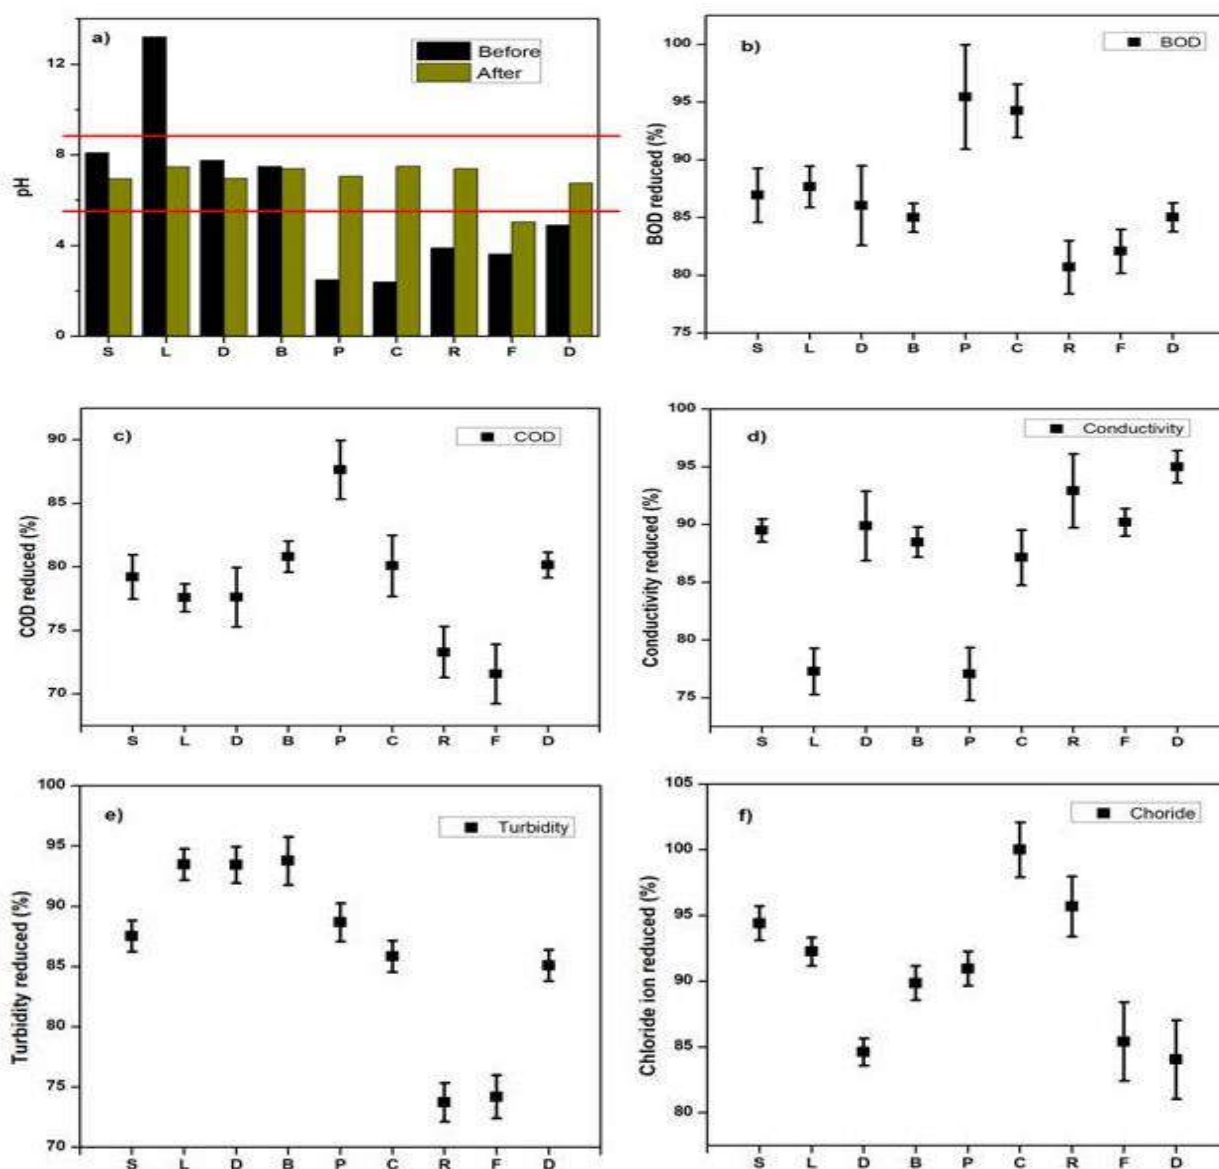 a)
Before
After
12
8
4
0
pH
S L D B P C R F D
b)
BOD
100
95
90
85
80
75
BOD reduced (%)
S L D B P C R F D
c)
COD
90
85
80
75
70
COD reduced (%)
S L D B P C R F D
d)
Conductivity
100
95
90
85
80
75
Conductivity reduced (%)
S L D B P C R F D
e)
Turbidity
100
95
90
85
80
75
70
Turbidity reduced (%)
S L D B P C R F D
f)
Choride
105
100
95
90
85
80
Chloride ion reduced (%)
S L D B P C R F D